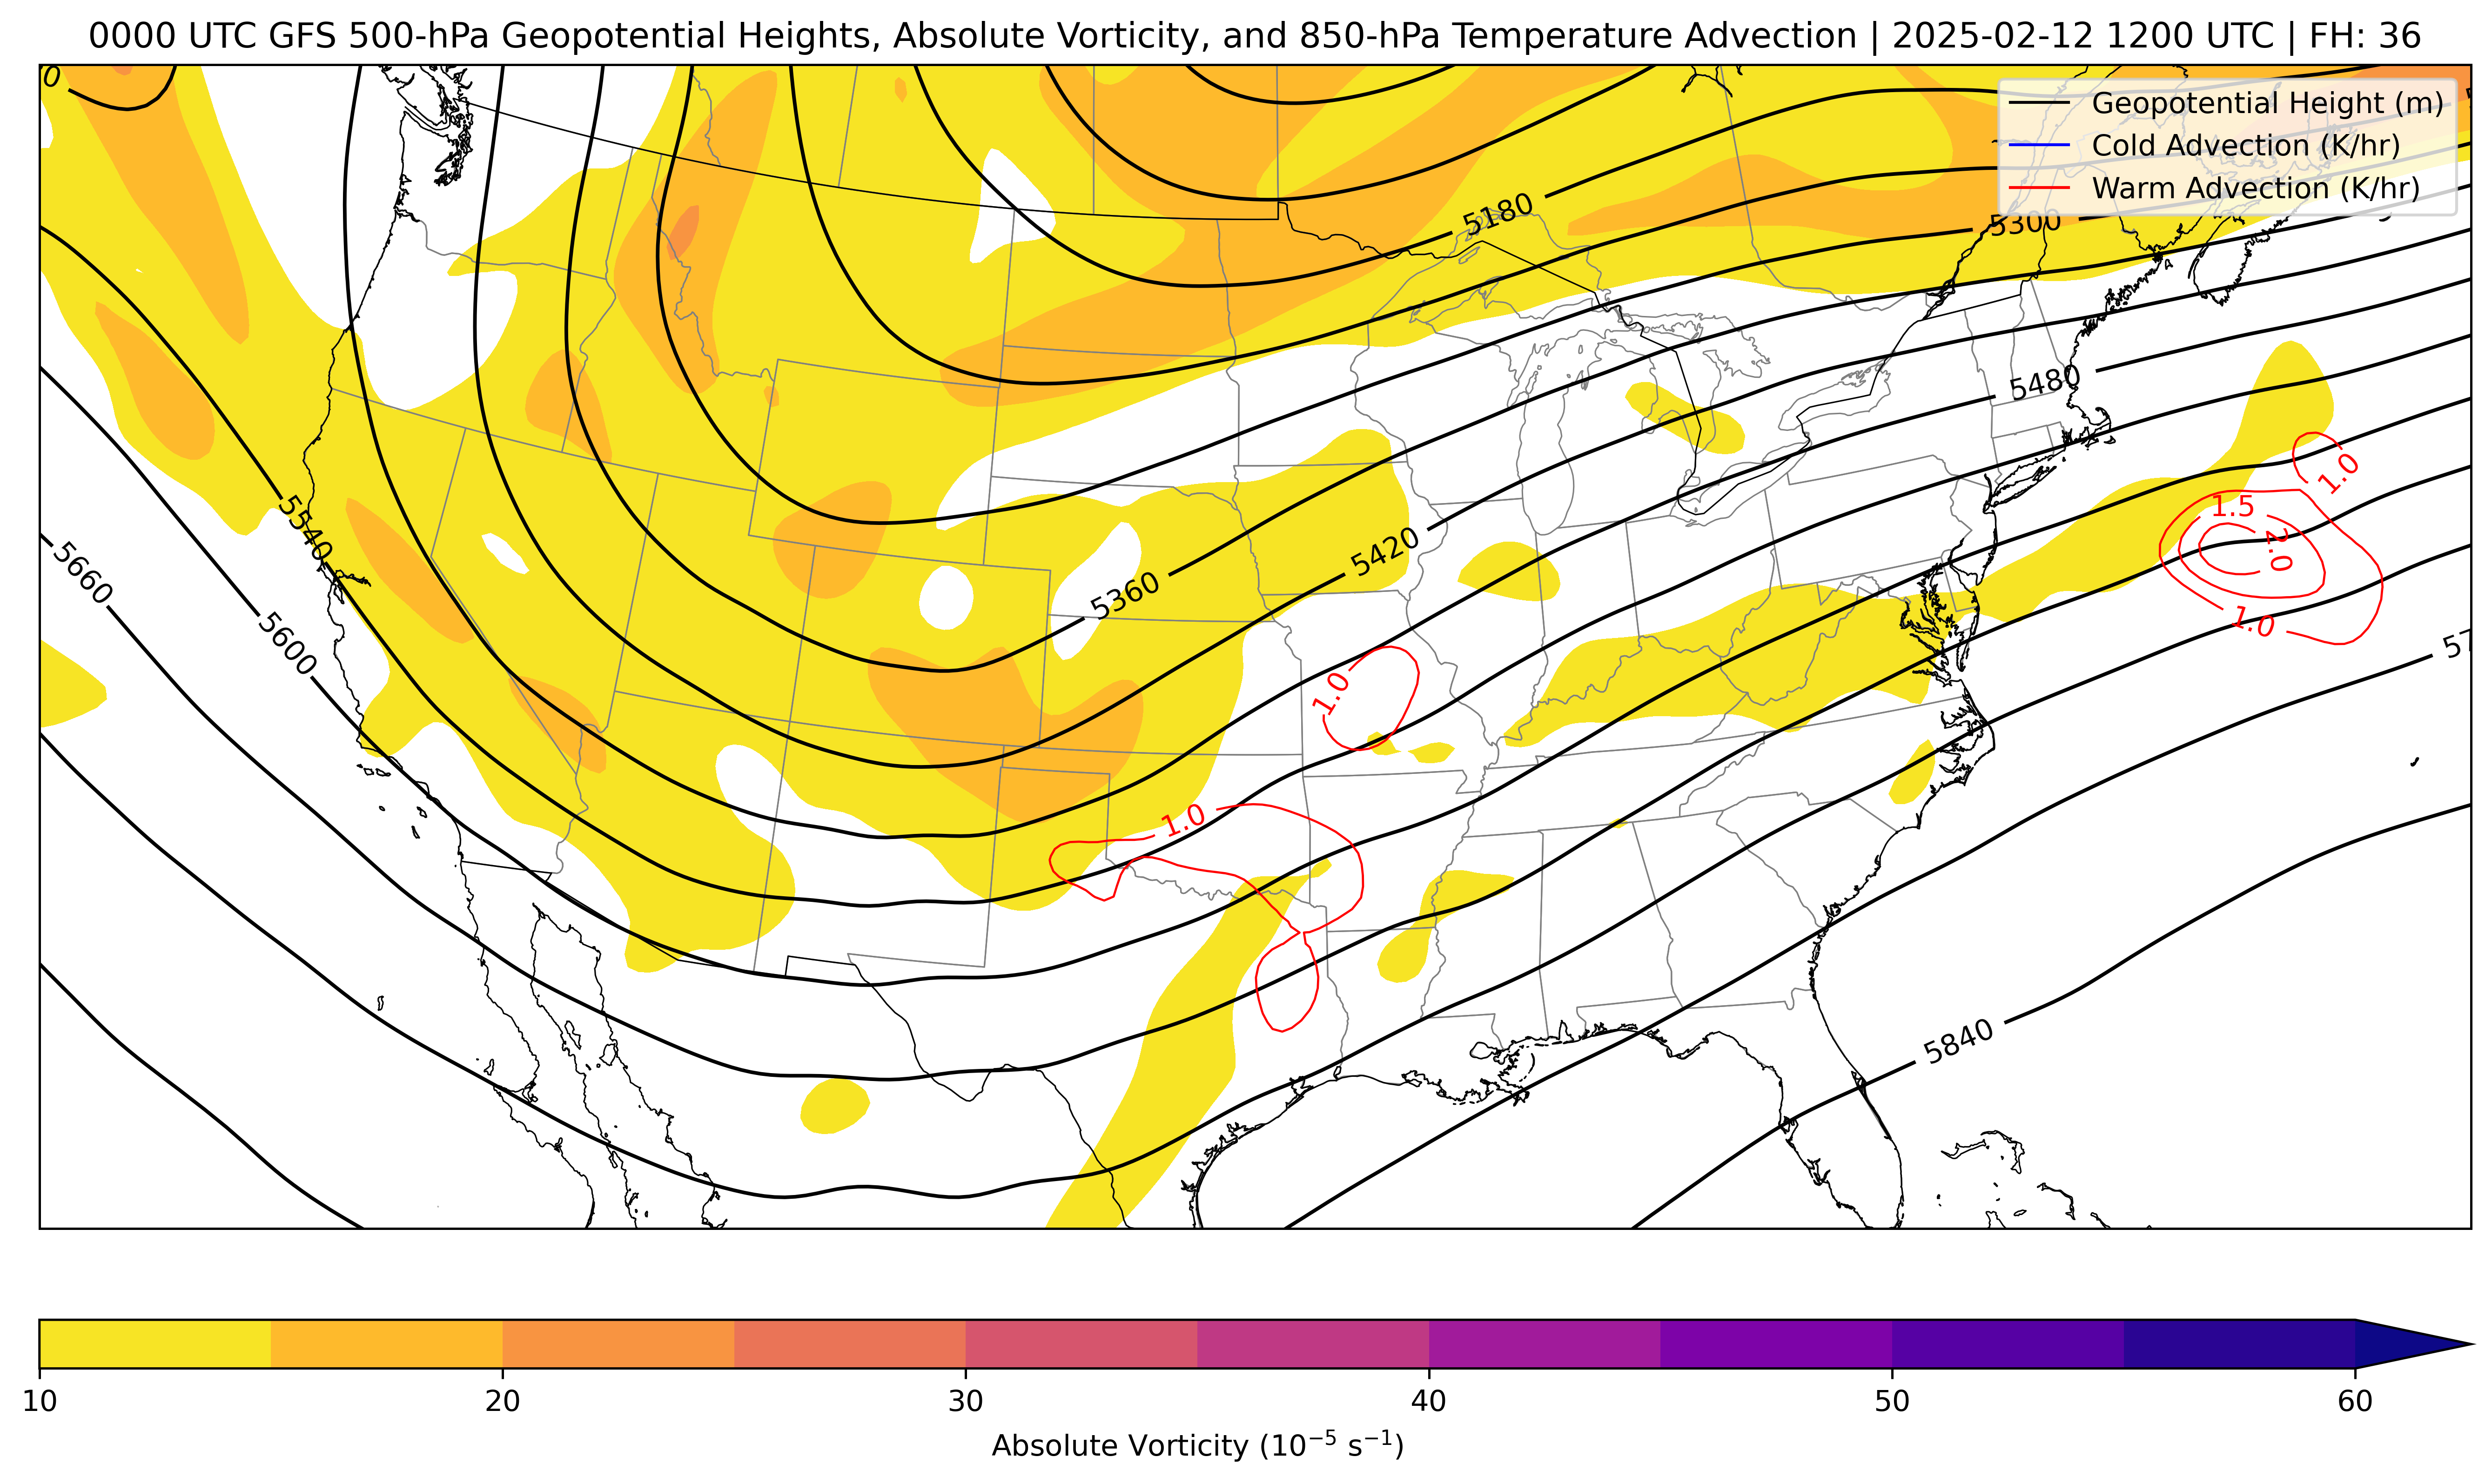 0000 UTC GFS 500-hPa Geopotential Heights, Absolute Vorticity, and 850-hPa Temperature Advection | 2025-02-12 1200 UTC | FH: 36
Geopotential Height (m)
Cold Advection (K/hr)
Warm Advection (K/hr)
5180
5300
5480
1.0
1.5
2.0
1.0
5540
5420
5360
5660
5600
1.0
1.0
5840
10 20 30 40 50 60
Absolute Vorticity (10⁻⁵ s⁻¹)